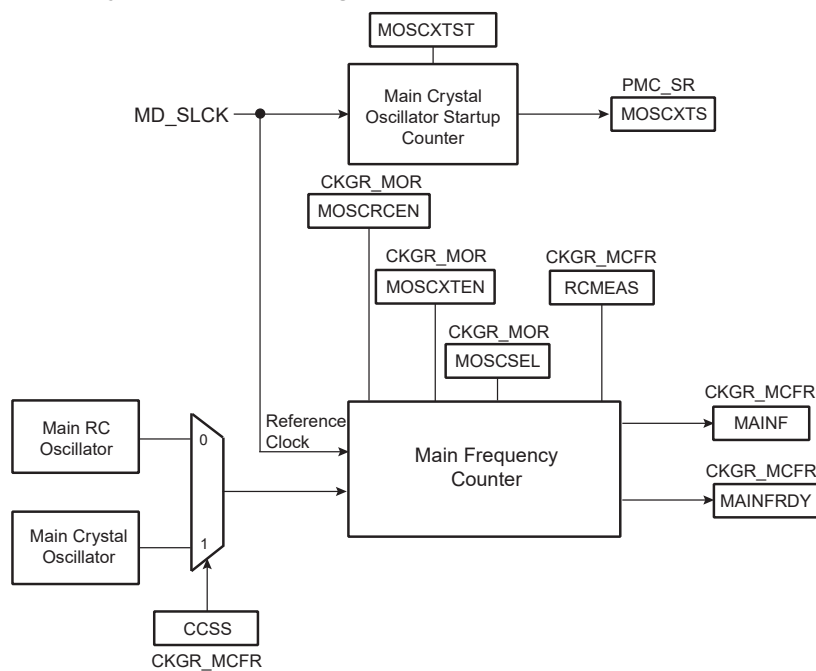 MOSCXTST
MD_SLCK
Main Crystal
Oscillator Startup
Counter
PMC_SR
MOSCXTS
CKGR_MOR
MOSCRCEN
CKGR_MOR
MOSCXTEN
CKGR_MCFR
RCMEAS
CKGR_MOR
MOSCSEL
Main RC
Oscillator
0
Reference
Clock
Main Frequency
Counter
CKGR_MCFR
MAINF
CKGR_MCFR
MAINFRDY
Main Crystal
Oscillator
1
CCSS
CKGR_MCFR